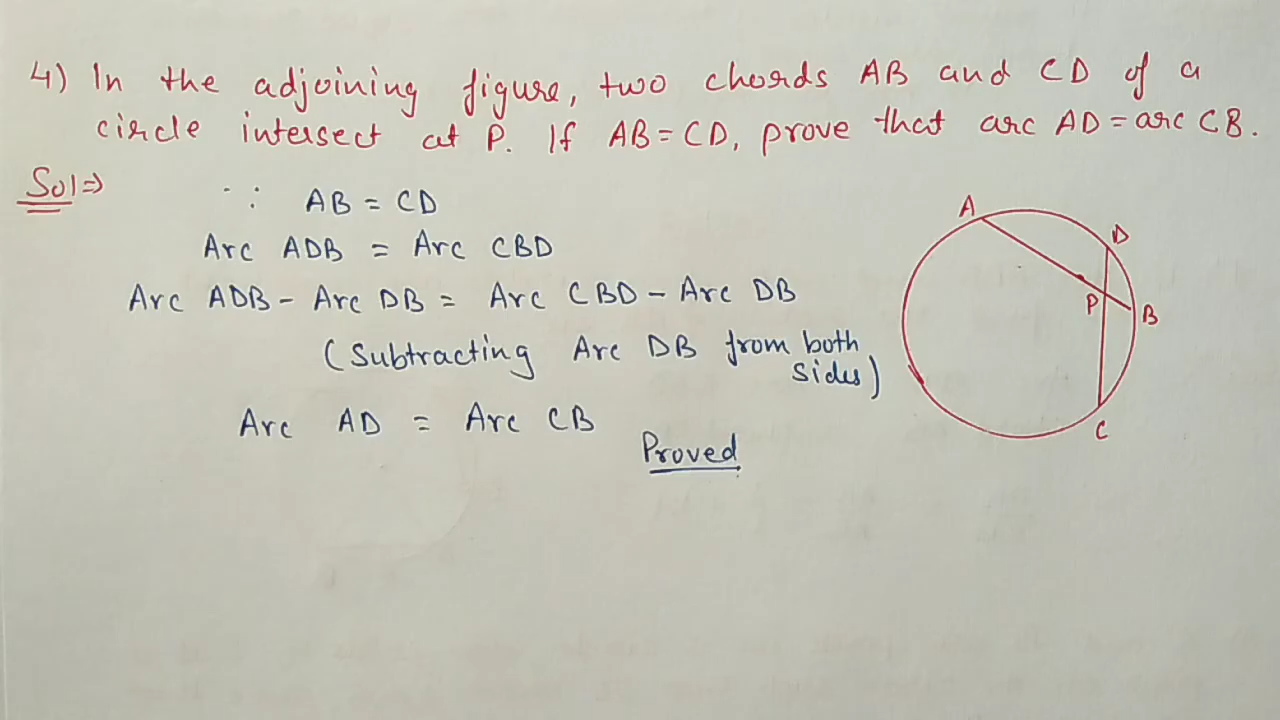 4) In the adjoining figure, two chords AB and CD of a
circle intersect at P. If AB = CD, prove that arc AD = arc CB.
Sol⇒
∵ AB = CD
Arc ADB = Arc CBD
Arc ADB - Arc DB = Arc CBD - Arc DB
(Subtracting Arc DB from both
sides)
Arc AD = Arc CB
Proved
A
D
P
B
C